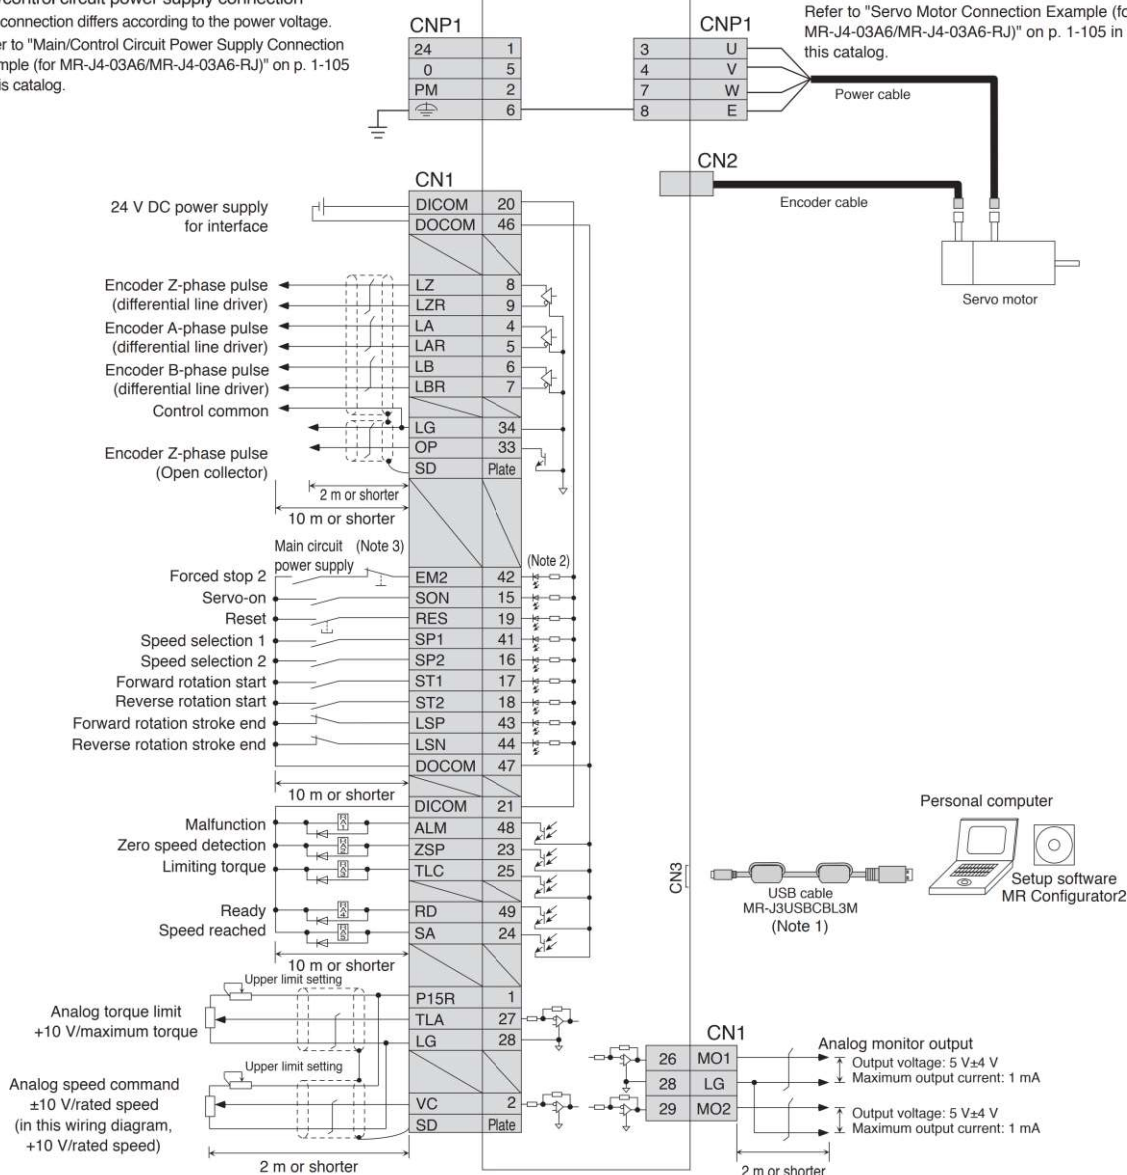 control circuit power supply connection
connection differs according to the power voltage.
r to "Main/Control Circuit Power Supply Connection
mple (for MR-J4-03A6/MR-J4-03A6-RJ)" on p. 1-105
is catalog.
CNP1
24 1
0 5
PM 2
6
CNP1
3 U
4 V
7 W
8 E
Refer to "Servo Motor Connection Example (fo
MR-J4-03A6/MR-J4-03A6-RJ)" on p. 1-105 in
this catalog.
Power cable
CN2
Encoder cable
Servo motor
CN1
24 V DC power supply
for interface
DICOM 20
DOCOM 46
Encoder Z-phase pulse
(differential line driver)
LZ 8
LZR 9
Encoder A-phase pulse
(differential line driver)
LA 4
LAR 5
Encoder B-phase pulse
(differential line driver)
LB 6
LBR 7
Control common
LG 34
Encoder Z-phase pulse
(Open collector)
OP 33
SD Plate
2 m or shorter
10 m or shorter
Main circuit
power supply
(Note 3)
(Note 2)
Forced stop 2 EM2 42
Servo-on SON 15
Reset RES 19
Speed selection 1 SP1 41
Speed selection 2 SP2 16
Forward rotation start ST1 17
Reverse rotation start ST2 18
Forward rotation stroke end LSP 43
Reverse rotation stroke end LSN 44
DOCOM 47
10 m or shorter
DICOM 21
Malfunction RA1 ALM 48
Zero speed detection RA2 ZSP 23
Limiting torque RA3 TLC 25
Ready RA4 RD 49
Speed reached RA5 SA 24
10 m or shorter
Upper limit setting
Analog torque limit
+10 V/maximum torque
P15R 1
TLA 27
LG 28
Upper limit setting
Analog speed command
±10 V/rated speed
(in this wiring diagram,
+10 V/rated speed)
VC 2
SD Plate
2 m or shorter
CN3
USB cable
MR-J3USBCBL3M
(Note 1)
Personal computer
Setup software
MR Configurator2
CN1
26 MO1
28 LG
29 MO2
Analog monitor output
Output voltage: 5 V±4 V
Maximum output current: 1 mA
Output voltage: 5 V±4 V
Maximum output current: 1 mA
2 m or shorter